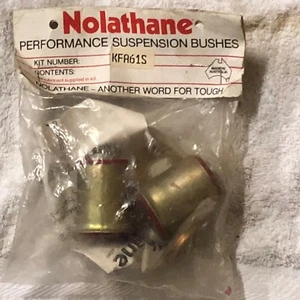 Nolathane
PERFORMANCE SUSPENSION BUSHES
KIT NUMBER: KFA61S
CONTENTS:
NOLATHANE – ANOTHER WORD FOR TOUGH